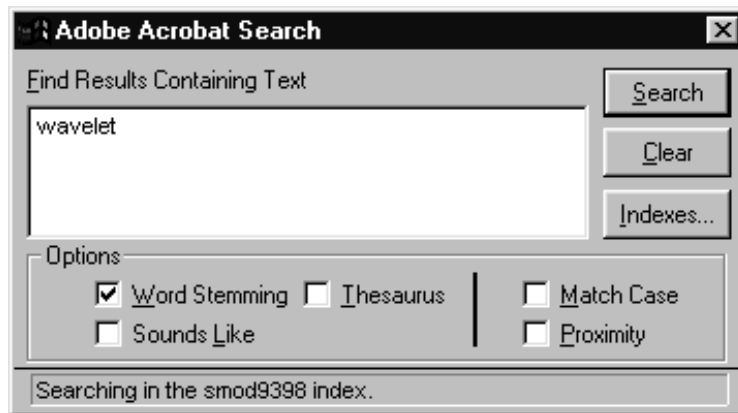 Adobe Acrobat Search
Find Results Containing Text
Search
wavelet
Clear
Indexes...
Options
Word Stemming Thesaurus Match Case
Sounds Like Proximity
Searching in the smod9398 index.